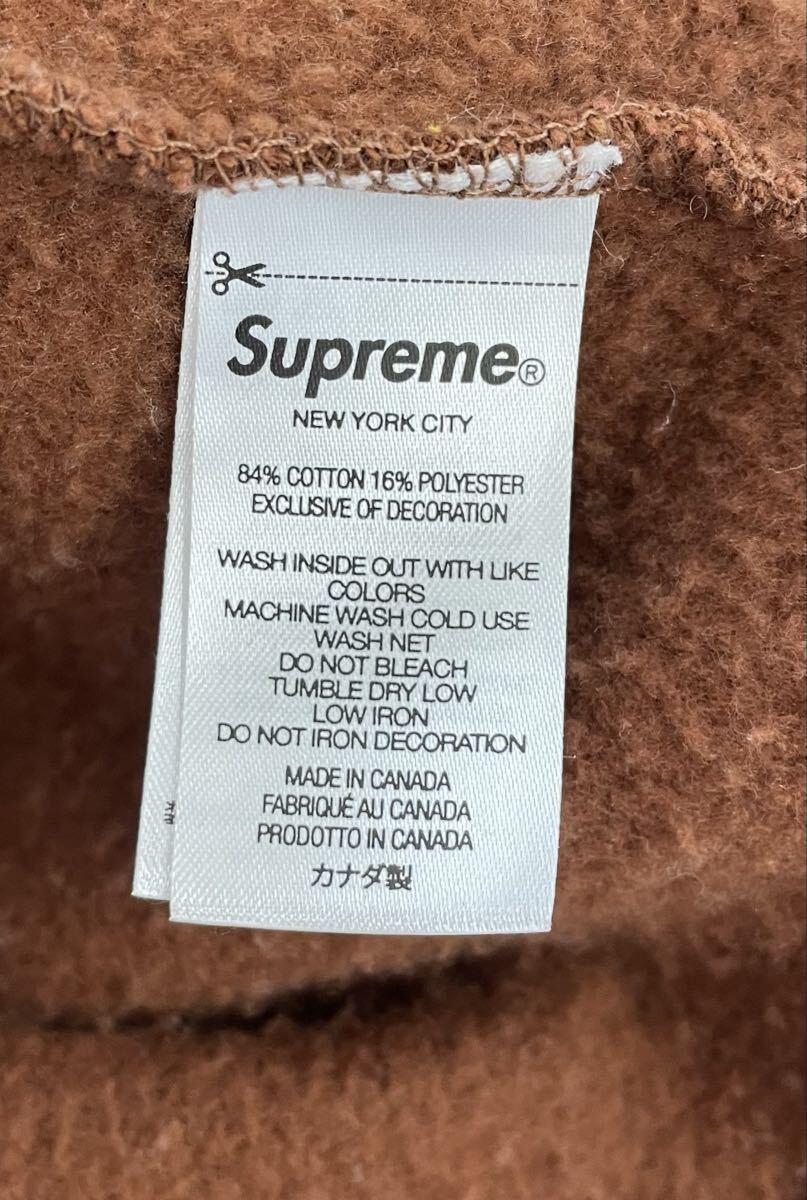 Supreme®
NEW YORK CITY
84% COTTON 16% POLYESTER
EXCLUSIVE OF DECORATION
WASH INSIDE OUT WITH LIKE
COLORS
MACHINE WASH COLD USE
WASH NET
DO NOT BLEACH
TUMBLE DRY LOW
LOW IRON
DO NOT IRON DECORATION
MADE IN CANADA
FABRIQUÉ AU CANADA
PRODOTTO IN CANADA
カナダ製